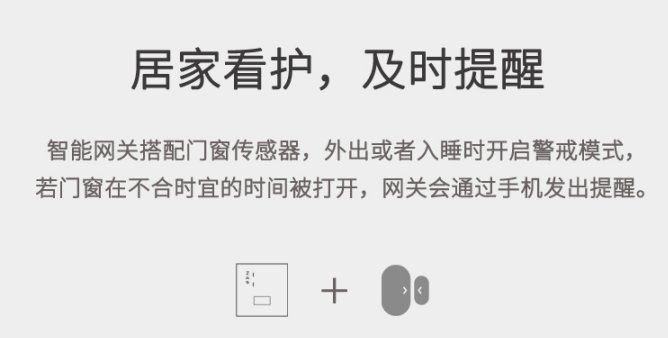 居家看护，及时提醒
智能网关搭配门窗传感器，外出或者入睡时开启警戒模式，
若门窗在不合时宜的时间被打开，网关会通过手机发出提醒。